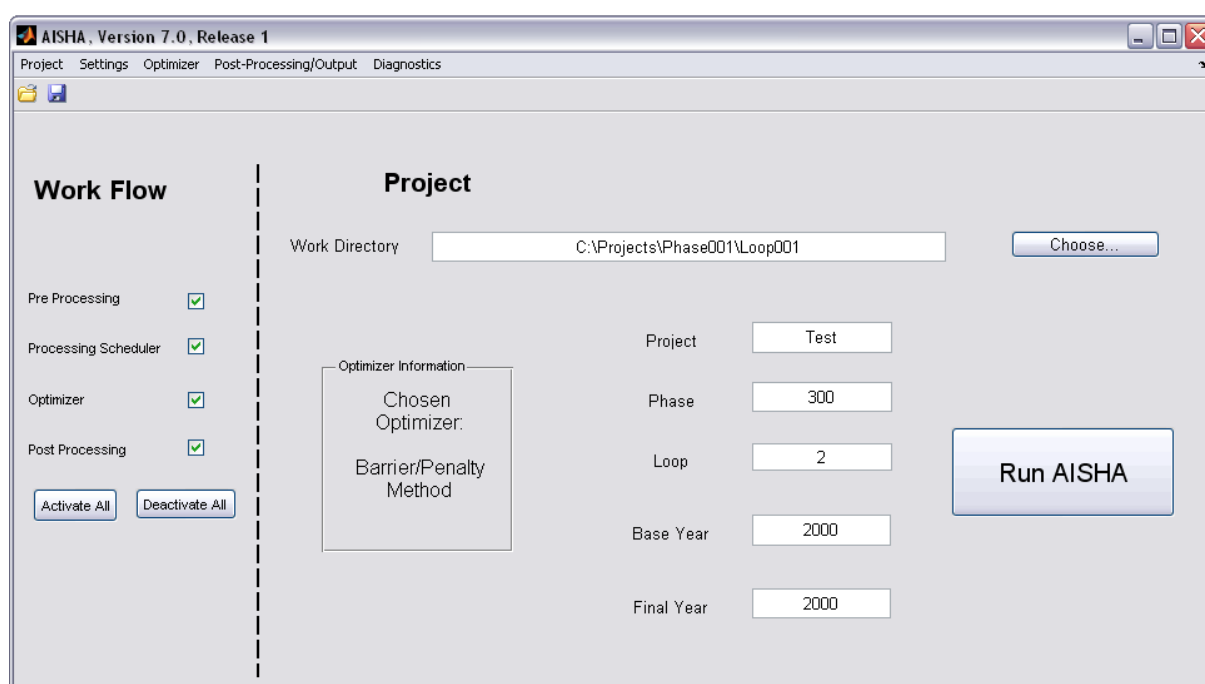 AISHA, Version 7.0, Release 1
Project Settings Optimizer Post-Processing/Output Diagnostics
Work Flow
Pre Processing
Processing Scheduler
Optimizer
Post Processing
Activate All Deactivate All
Project
Work Directory C:\Projects\Phase001\Loop001 Choose...
Optimizer Information
Chosen
Optimizer:
Barrier/Penalty
Method
Project Test
Phase 300
Loop 2
Base Year 2000
Final Year 2000
Run AISHA